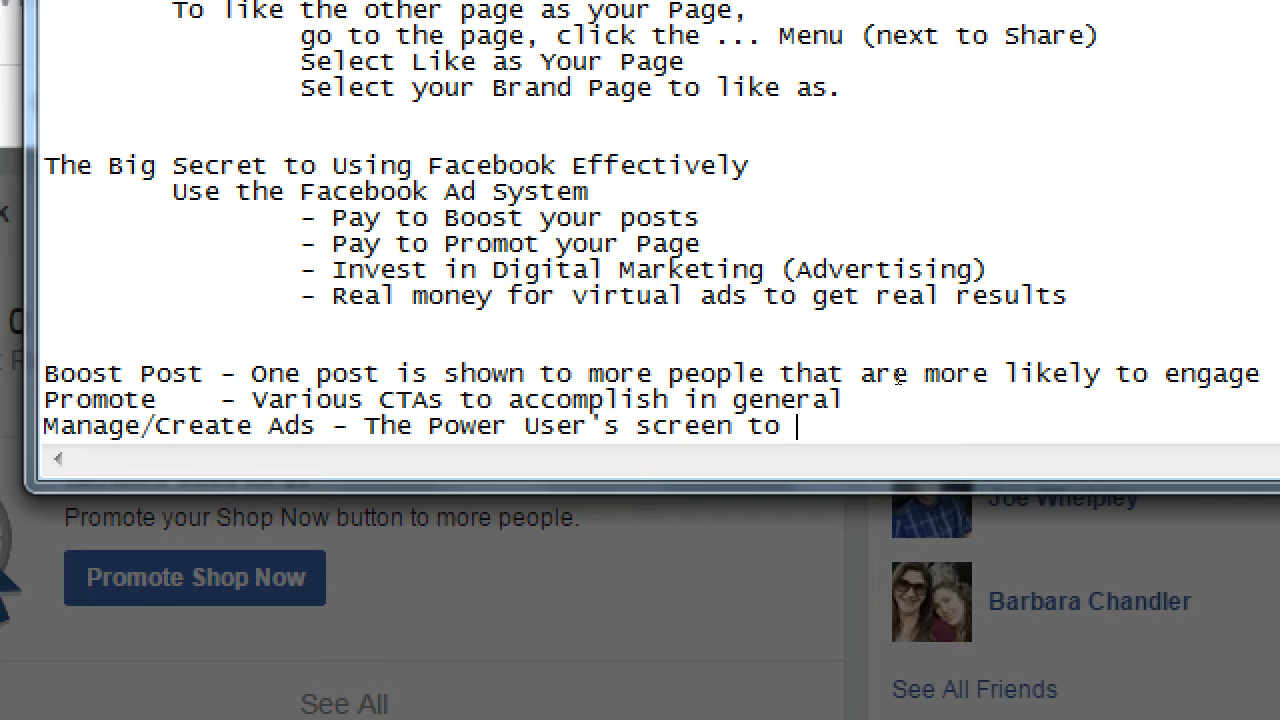 To like the other page as your Page,
go to the page, click the ... Menu (next to Share)
Select Like as Your Page
Select your Brand Page to like as.
The Big Secret to Using Facebook Effectively
Use the Facebook Ad System
- Pay to Boost your posts
- Pay to Promot your Page
- Invest in Digital Marketing (Advertising)
- Real money for virtual ads to get real results
Boost Post - One post is shown to more people that are more likely to engage
Promote - Various CTAs to accomplish in general
Manage/Create Ads - The Power User's screen to
Joe Whelpley
Promote your Shop Now button to more people.
Promote Shop Now
Barbara Chandler
See All Friends
See All